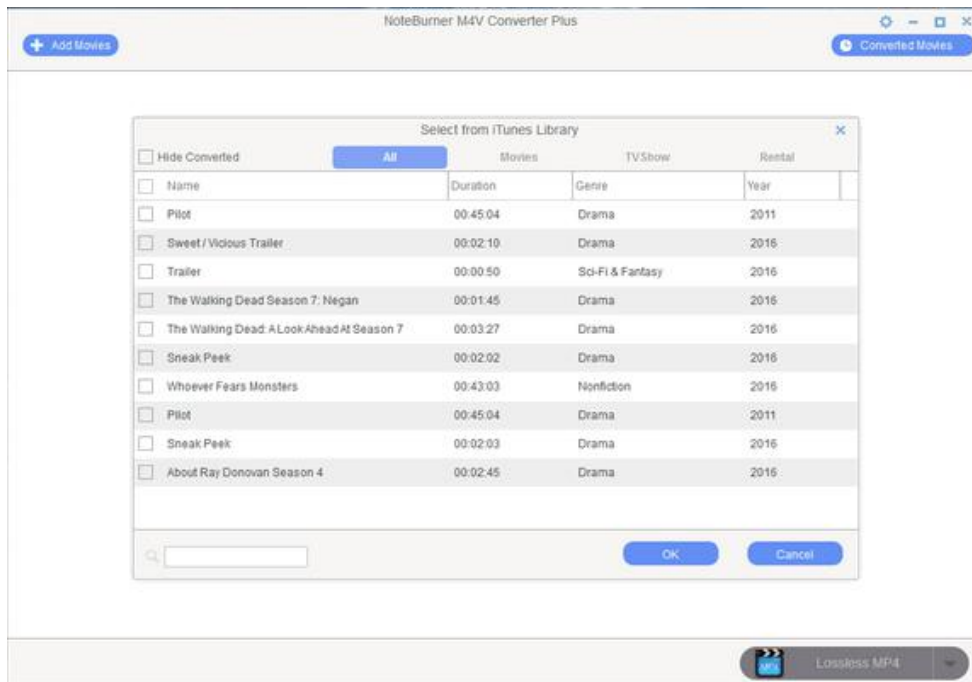 NoteBurner M4V Converter Plus
Add Movies
Converted Movies
Select from iTunes Library
Hide Converted All Movies TVShow Rental
Name Duration Genre Year
Pilot 00:45:04 Drama 2011
Sweet / Vicious Trailer 00:02:10 Drama 2016
Trailer 00:00:50 Sci-Fi & Fantasy 2016
The Walking Dead Season 7: Negan 00:01:45 Drama 2016
The Walking Dead: A Look Ahead At Season 7 00:03:27 Drama 2016
Sneak Peek 00:02:02 Drama 2016
Whoever Fears Monsters 00:43:03 Nonfiction 2016
Pilot 00:45:04 Drama 2011
Sneak Peek 00:02:03 Drama 2016
About Ray Donovan Season 4 00:02:45 Drama 2016
OK Cancel
Lossless MP4